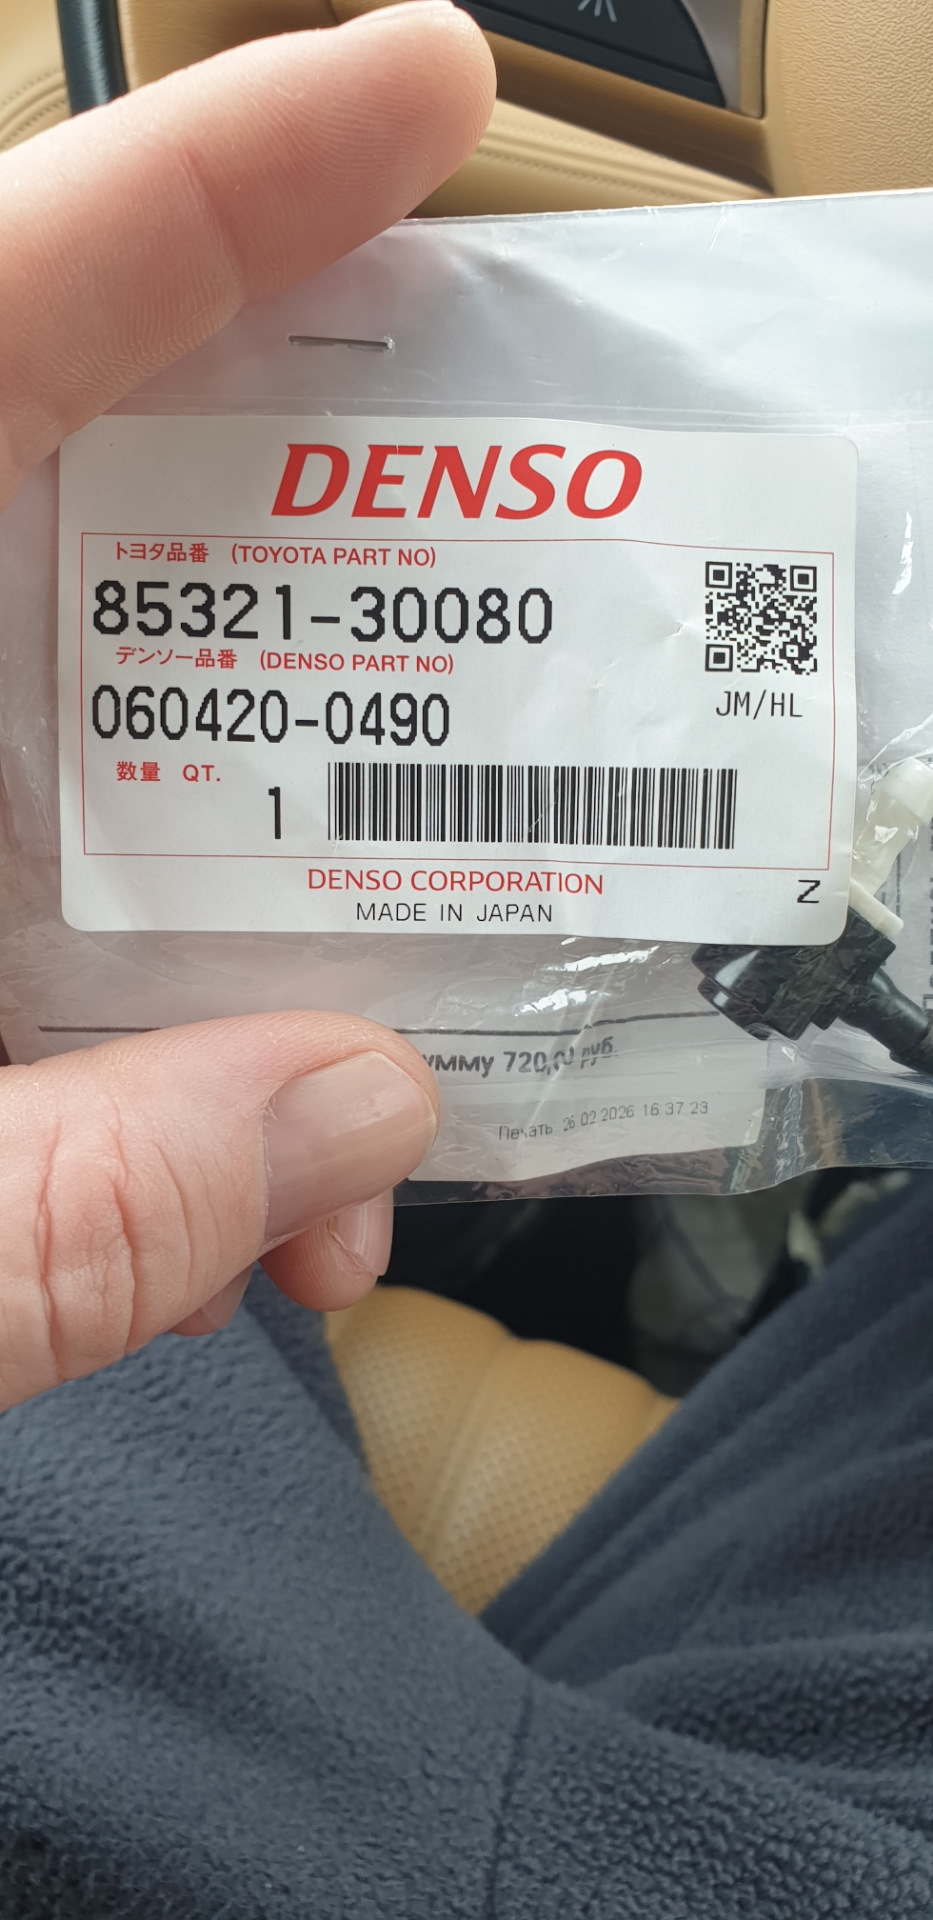 DENSO
トヨタ品番 (TOYOTA PART NO)
85321-30080
デンソー品番 (DENSO PART NO)
060420-0490
JM/HL
数量 QT.
1
DENSO CORPORATION
MADE IN JAPAN
Z
умму 720,00 руб.
Печать: 26.02.2026 16:37:23